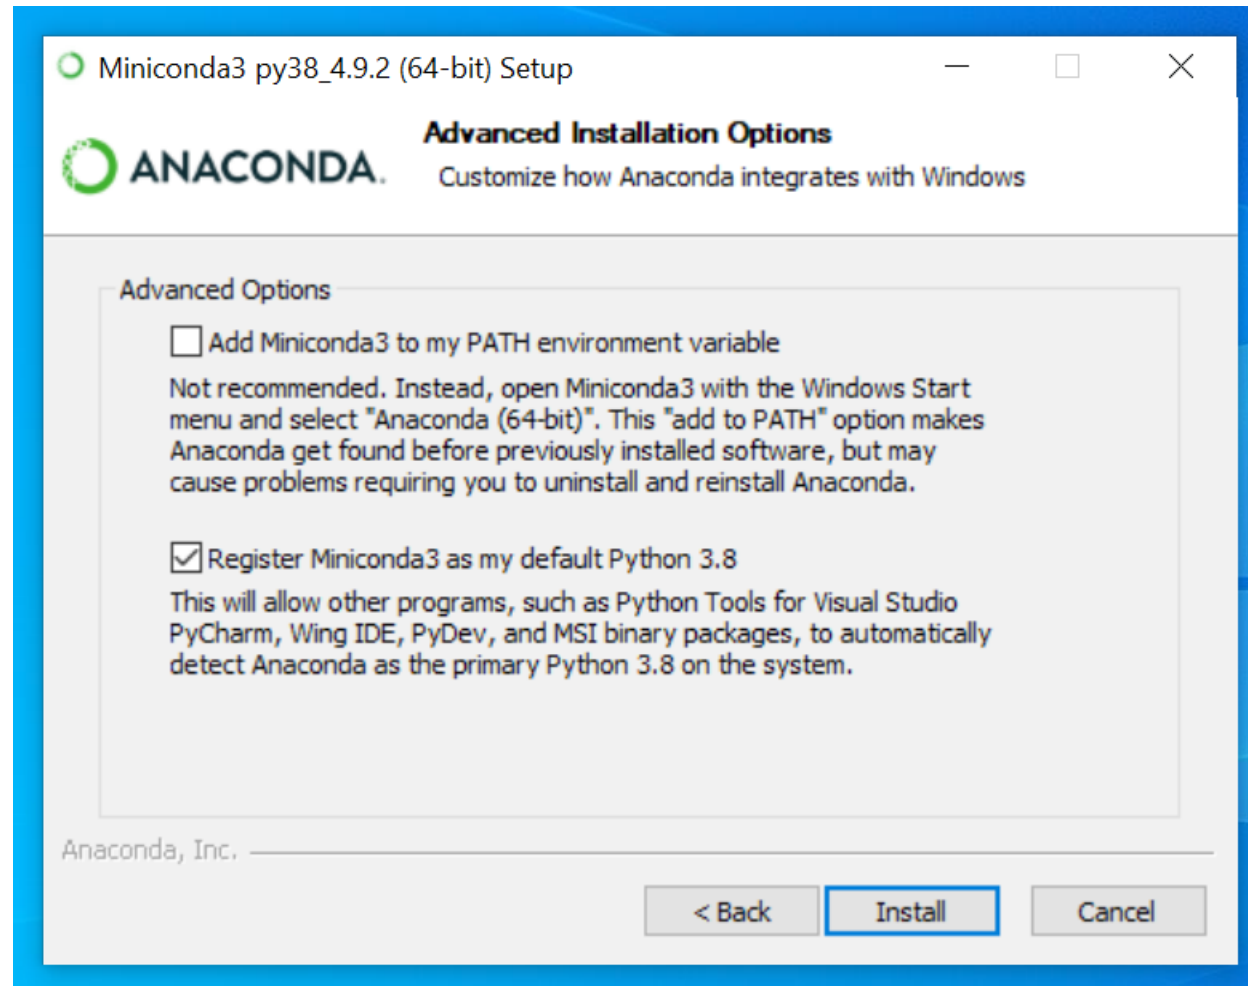 Miniconda3 py38_4.9.2 (64-bit) Setup
ANACONDA.
Advanced Installation Options
Customize how Anaconda integrates with Windows
Advanced Options
Add Miniconda3 to my PATH environment variable
Not recommended. Instead, open Miniconda3 with the Windows Start
menu and select "Anaconda (64-bit)". This "add to PATH" option makes
Anaconda get found before previously installed software, but may
cause problems requiring you to uninstall and reinstall Anaconda.
Register Miniconda3 as my default Python 3.8
This will allow other programs, such as Python Tools for Visual Studio
PyCharm, Wing IDE, PyDev, and MSI binary packages, to automatically
detect Anaconda as the primary Python 3.8 on the system.
Anaconda, Inc.
< Back Install Cancel